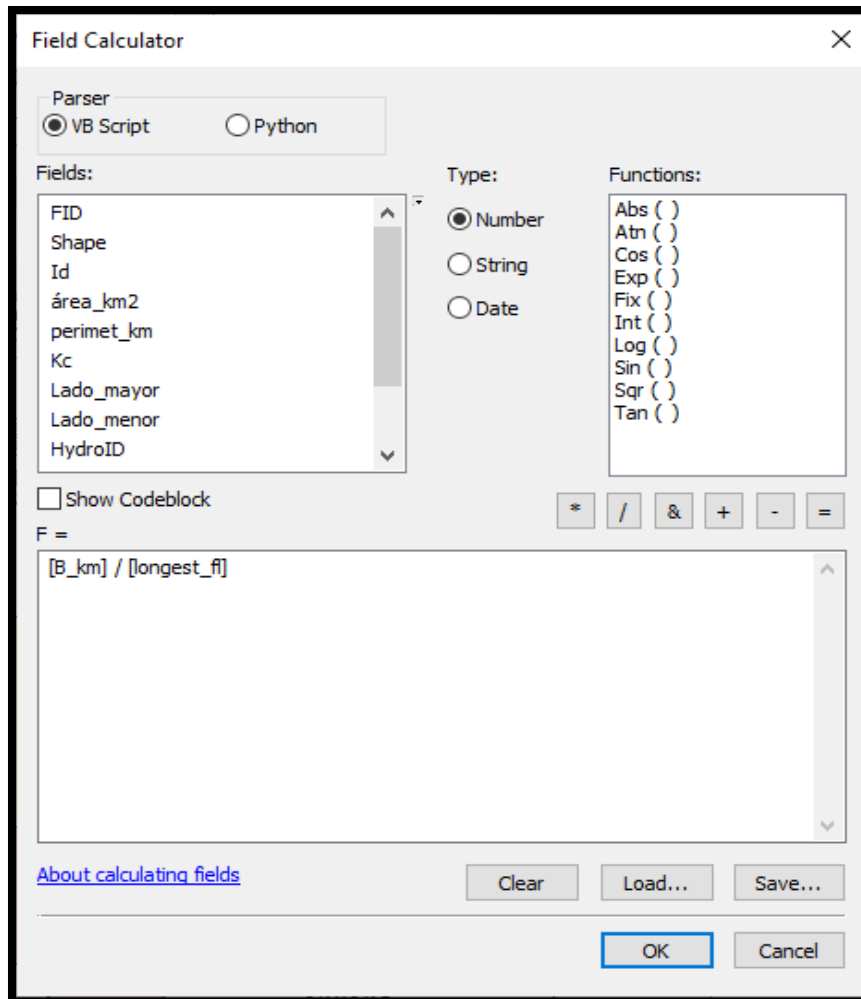 Field Calculator
Parser
VB Script Python
Fields:
Type:
Functions:
FID
Shape
Id
área_km2
perimet_km
Kc
Lado_mayor
Lado_menor
HydroID
Number
String
Date
Abs ( )
Atn ( )
Cos ( )
Exp ( )
Fix ( )
Int ( )
Log ( )
Sin ( )
Sqr ( )
Tan ( )
Show Codeblock
* / & + - =
F =
[B_km] / [longest_fl]
About calculating fields
Clear Load... Save...
OK Cancel